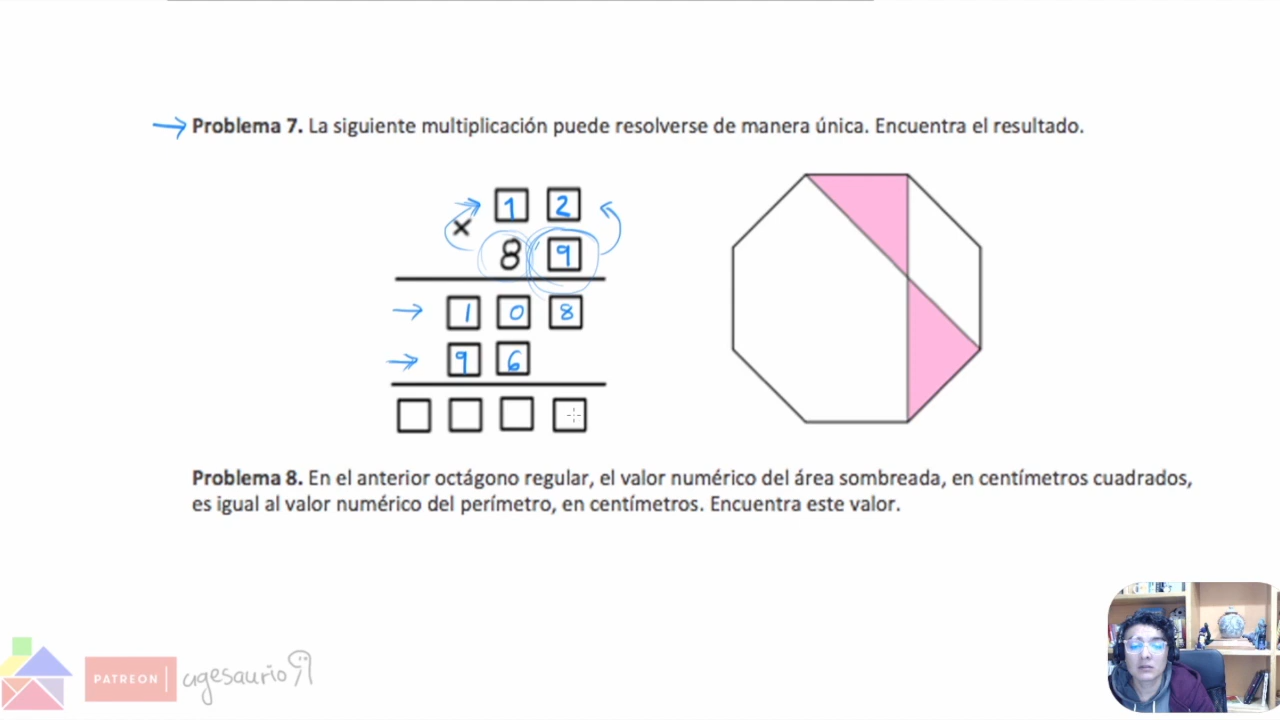 Problema 7. La siguiente multiplicación puede resolverse de manera única. Encuentra el resultado.
1 2
×
8 9
1 0 8
9 6
Problema 8. En el anterior octágono regular, el valor numérico del área sombreada, en centímetros cuadrados,
es igual al valor numérico del perímetro, en centímetros. Encuentra este valor.
PATREON
ugesaurio